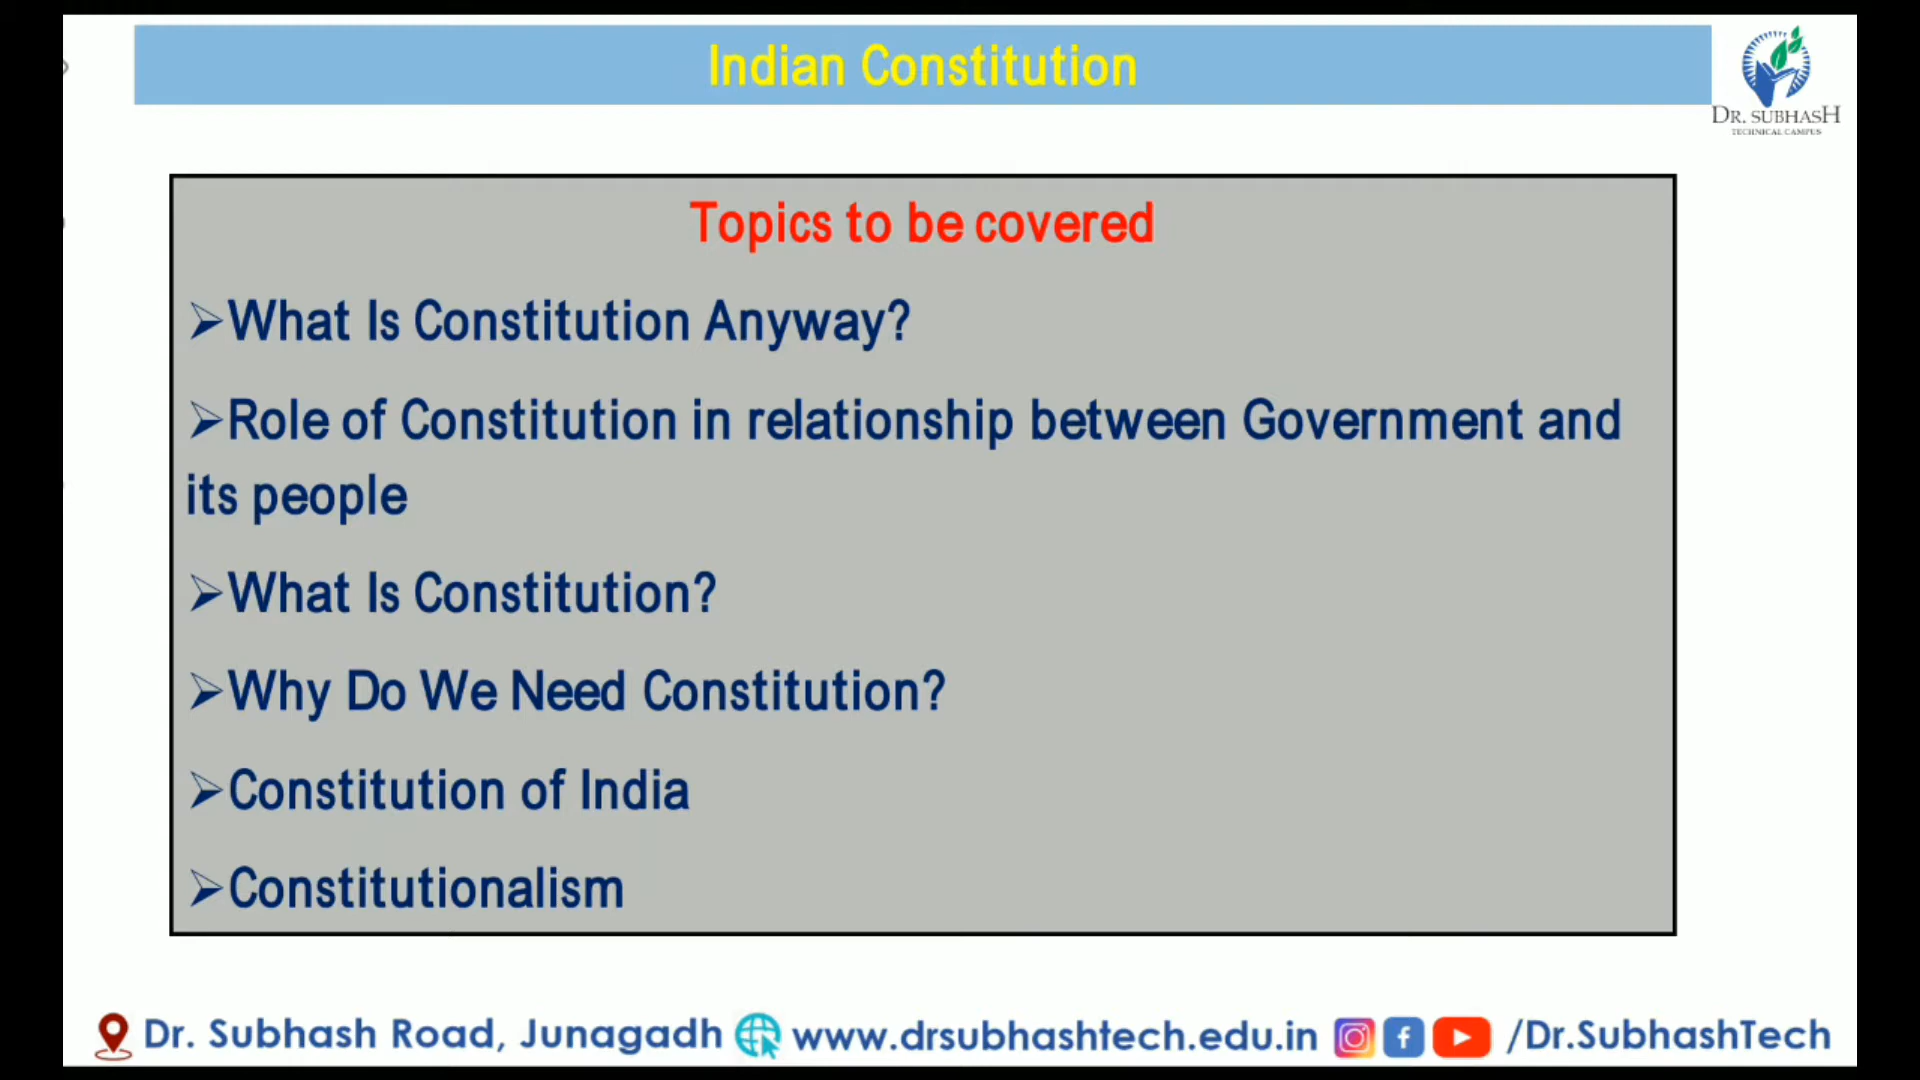 Indian Constitution
DR. SUBHASH
TECHNICAL CAMPUS
Topics to be covered
➢What Is Constitution Anyway?
➢Role of Constitution in relationship between Government and
its people
➢What Is Constitution?
➢Why Do We Need Constitution?
➢Constitution of India
➢Constitutionalism
Dr. Subhash Road, Junagadh www.drsubhashtech.edu.in /Dr.SubhashTech